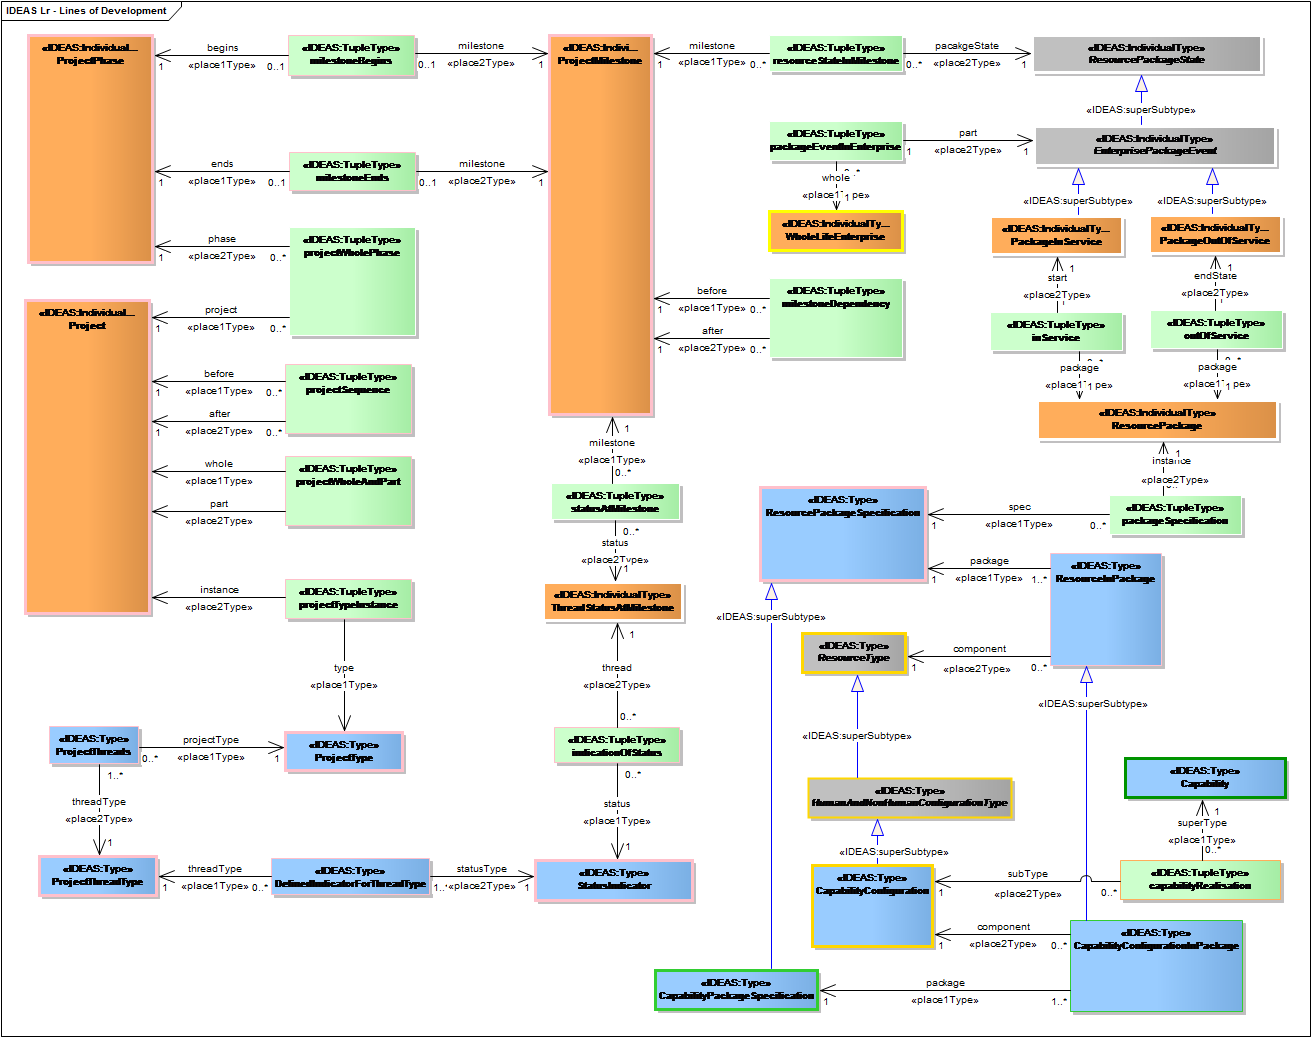 IDEAS Lr - Lines of Development
«IDEAS:Individual...
ProjectPhase
begins
«place1Type»
1
0..1
«IDEAS:TupleType»
milestoneBegins
milestone
«place2Type»
0..1
1
«IDEAS:Indivi...
ProjectMilestone
milestone
«place1Type»
1
0..*
«IDEAS:TupleType»
resourceStateInMilestone
pacakgeState
«place2Type»
0..*
1
«IDEAS:IndividualType»
ResourcePackageState
«IDEAS:superSubtype»
ends
«place1Type»
1
0..1
«IDEAS:TupleType»
milestoneEnds
milestone
«place2Type»
0..1
1
«IDEAS:TupleType»
packageEventInEnterprise
part
«place2Type»
1
1
«IDEAS:IndividualType»
EnterprisePackageEvent
whole
1
«IDEAS:IndividualTy...
WholeLifeEnterprise
«IDEAS:superSubtype»
«IDEAS:superSubtype»
«IDEAS:IndividualTy...
PackageInService
«IDEAS:IndividualTy...
PackageOutOfService
phase
«place2Type»
1
0..*
«IDEAS:TupleType»
projectWholePhase
project
«place1Type»
1
0..*
before
«place1Type»
1
0..*
after
«place2Type»
1
0..*
«IDEAS:TupleType»
milestoneDependency
1
start
«place2Type»
«IDEAS:TupleType»
inService
1
endState
«place2Type»
«IDEAS:TupleType»
outOfService
package
1
package
1
«IDEAS:IndividualType»
ResourcePackage
«IDEAS:Individual...
Project
before
«place1Type»
1
0..*
after
«place2Type»
1
0..*
«IDEAS:TupleType»
projectSequence
whole
«place1Type»
1
part
«place2Type»
1
«IDEAS:TupleType»
projectWholeAndPart
instance
«place2Type»
1
«IDEAS:TupleType»
projectTypeInstance
1
milestone
«place1Type»
0..*
«IDEAS:TupleType»
statusAtMilestone
0..*
status
«place2Type»
1
«IDEAS:IndividualType»
ThreadStatusAtMilestone
1
thread
«place2Type»
0..*
«IDEAS:TupleType»
indicationOfStatus
0..*
status
«place1Type»
1
1
instance
«place2Type»
«IDEAS:TupleType»
packageSpecification
spec
«place1Type»
1
0..*
«IDEAS:Type»
ResourcePackageSpecification
package
«place1Type»
1
1..*
«IDEAS:Type»
ResourceInPackage
«IDEAS:superSubtype»
«IDEAS:Type»
ResourceType
component
«place2Type»
1
0..*
«IDEAS:superSubtype»
«IDEAS:superSubtype»
type
«place1Type»
«IDEAS:Type»
ProjectThreads
projectType
«place1Type»
0..*
1
«IDEAS:Type»
ProjectType
1..*
threadType
«place2Type»
1
«IDEAS:Type»
ProjectThreadType
threadType
«place1Type»
1
0..*
«IDEAS:Type»
DefinedIndicatorForThreadType
statusType
«place2Type»
1..*
1
«IDEAS:Type»
StatusIndicator
«IDEAS:Type»
HumanAndNonHumanConfigurationType
«IDEAS:superSubtype»
«IDEAS:Type»
Capability
1
superType
«place1Type»
0..*
«IDEAS:TupleType»
capabilityRealisation
«IDEAS:Type»
CapabilityConfiguration
subType
«place2Type»
1
0..*
component
«place2Type»
1
0..*
«IDEAS:Type»
CapabilityConfigurationInPackage
«IDEAS:Type»
CapabilityPackageSpecification
package
«place1Type»
1
1..*